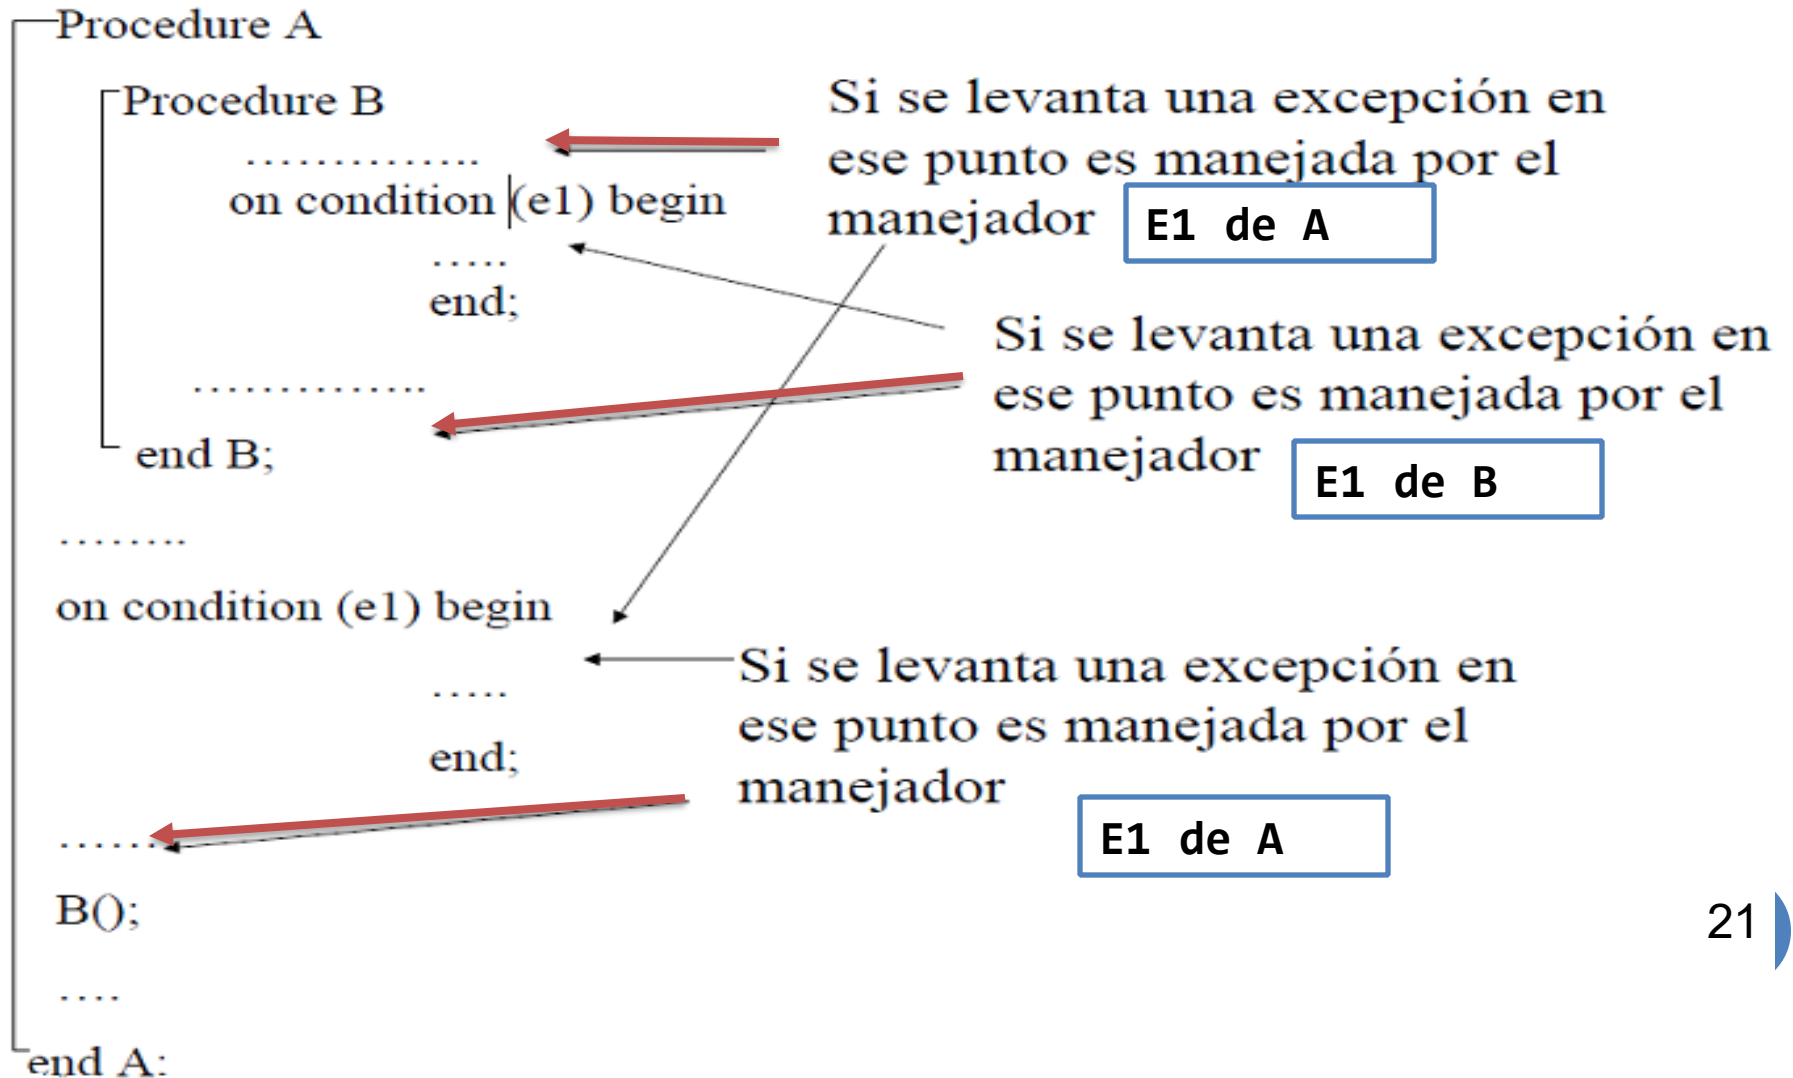 Procedure A
Procedure B
..............
on condition (e1) begin
.....
end;
..............
end B;
........
on condition (e1) begin
.....
end;
......
B();
....
end A:
Si se levanta una excepción en
ese punto es manejada por el
manejador
E1 de A
Si se levanta una excepción en
ese punto es manejada por el
manejador
E1 de B
Si se levanta una excepción en
ese punto es manejada por el
manejador
E1 de A
21